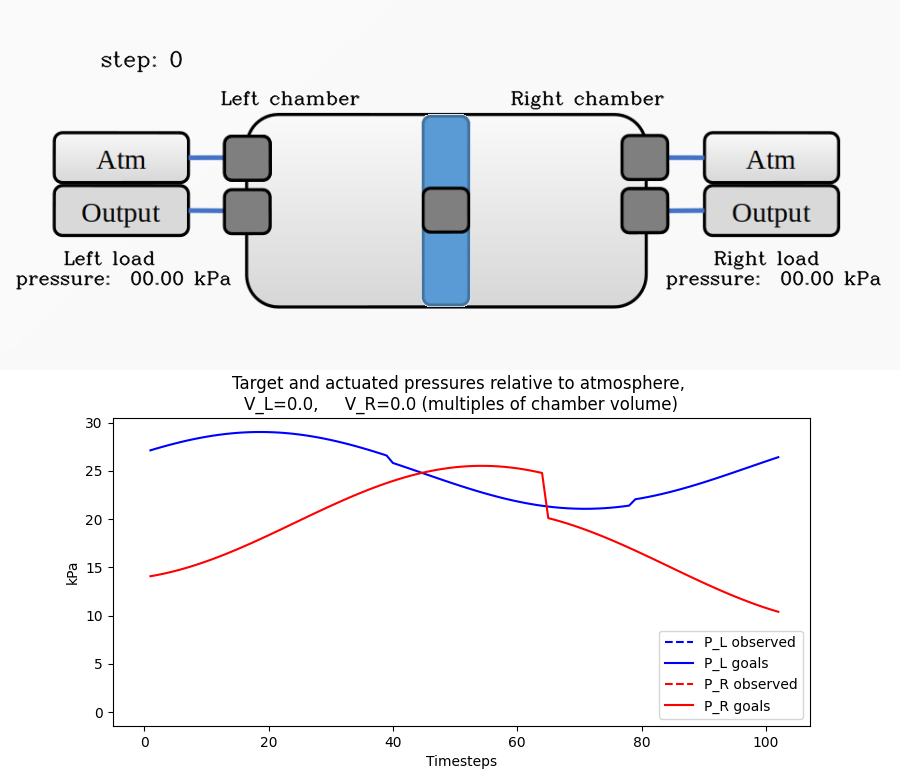 step: 0
Left chamber
Right chamber
Atm
Atm
Output
Output
Left load
pressure: 00.00 kPa
Right load
pressure: 00.00 kPa
Target and actuated pressures relative to atmosphere,
V_L=0.0, V_R=0.0 (multiples of chamber volume)
30
25
20
15
10
5
0
kPa
P_L observed
P_L goals
P_R observed
P_R goals
0 20 40 60 80 100
Timesteps